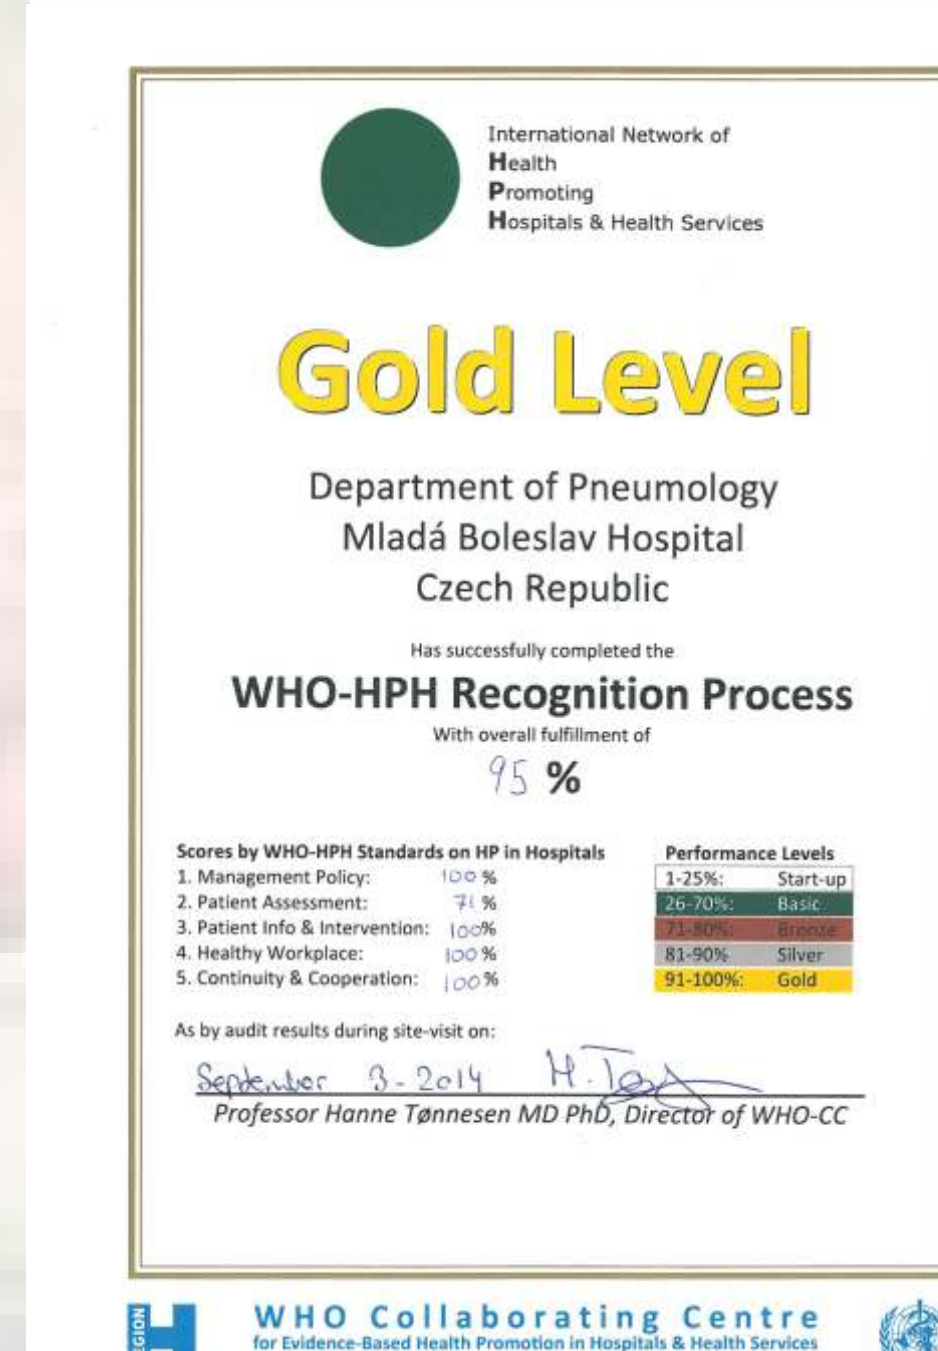 International Network of
Health
Promoting
Hospitals & Health Services
Gold Level
Department of Pneumology
Mladá Boleslav Hospital
Czech Republic
Has successfully completed the
WHO-HPH Recognition Process
With overall fulfillment of
95 %
Scores by WHO-HPH Standards on HP in Hospitals
1. Management Policy: 100 %
2. Patient Assessment: 71 %
3. Patient Info & Intervention: 100%
4. Healthy Workplace: 100 %
5. Continuity & Cooperation: 100 %
Performance Levels
1-25%: Start-up
26-70%: Basic
71-80%: Bronze
81-90% Silver
91-100%: Gold
As by audit results during site-visit on:
September 3-2014
Professor Hanne Tønnesen MD PhD, Director of WHO-CC
REGION H
WHO Collaborating Centre
for Evidence-Based Health Promotion in Hospitals & Health Services